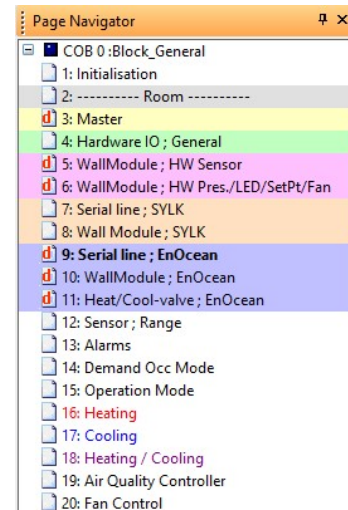 Page Navigator
COB 0 :Block_General
1: Initialisation
2: ---------- Room ----------
3: Master
4: Hardware IO ; General
5: WallModule ; HW Sensor
6: WallModule ; HW Pres./LED/SetPt/Fan
7: Serial line ; SYLK
8: Wall Module ; SYLK
9: Serial line ; EnOcean
10: WallModule ; EnOcean
11: Heat/Cool-valve ; EnOcean
12: Sensor ; Range
13: Alarms
14: Demand Occ Mode
15: Operation Mode
16: Heating
17: Cooling
18: Heating / Cooling
19: Air Quality Controller
20: Fan Control